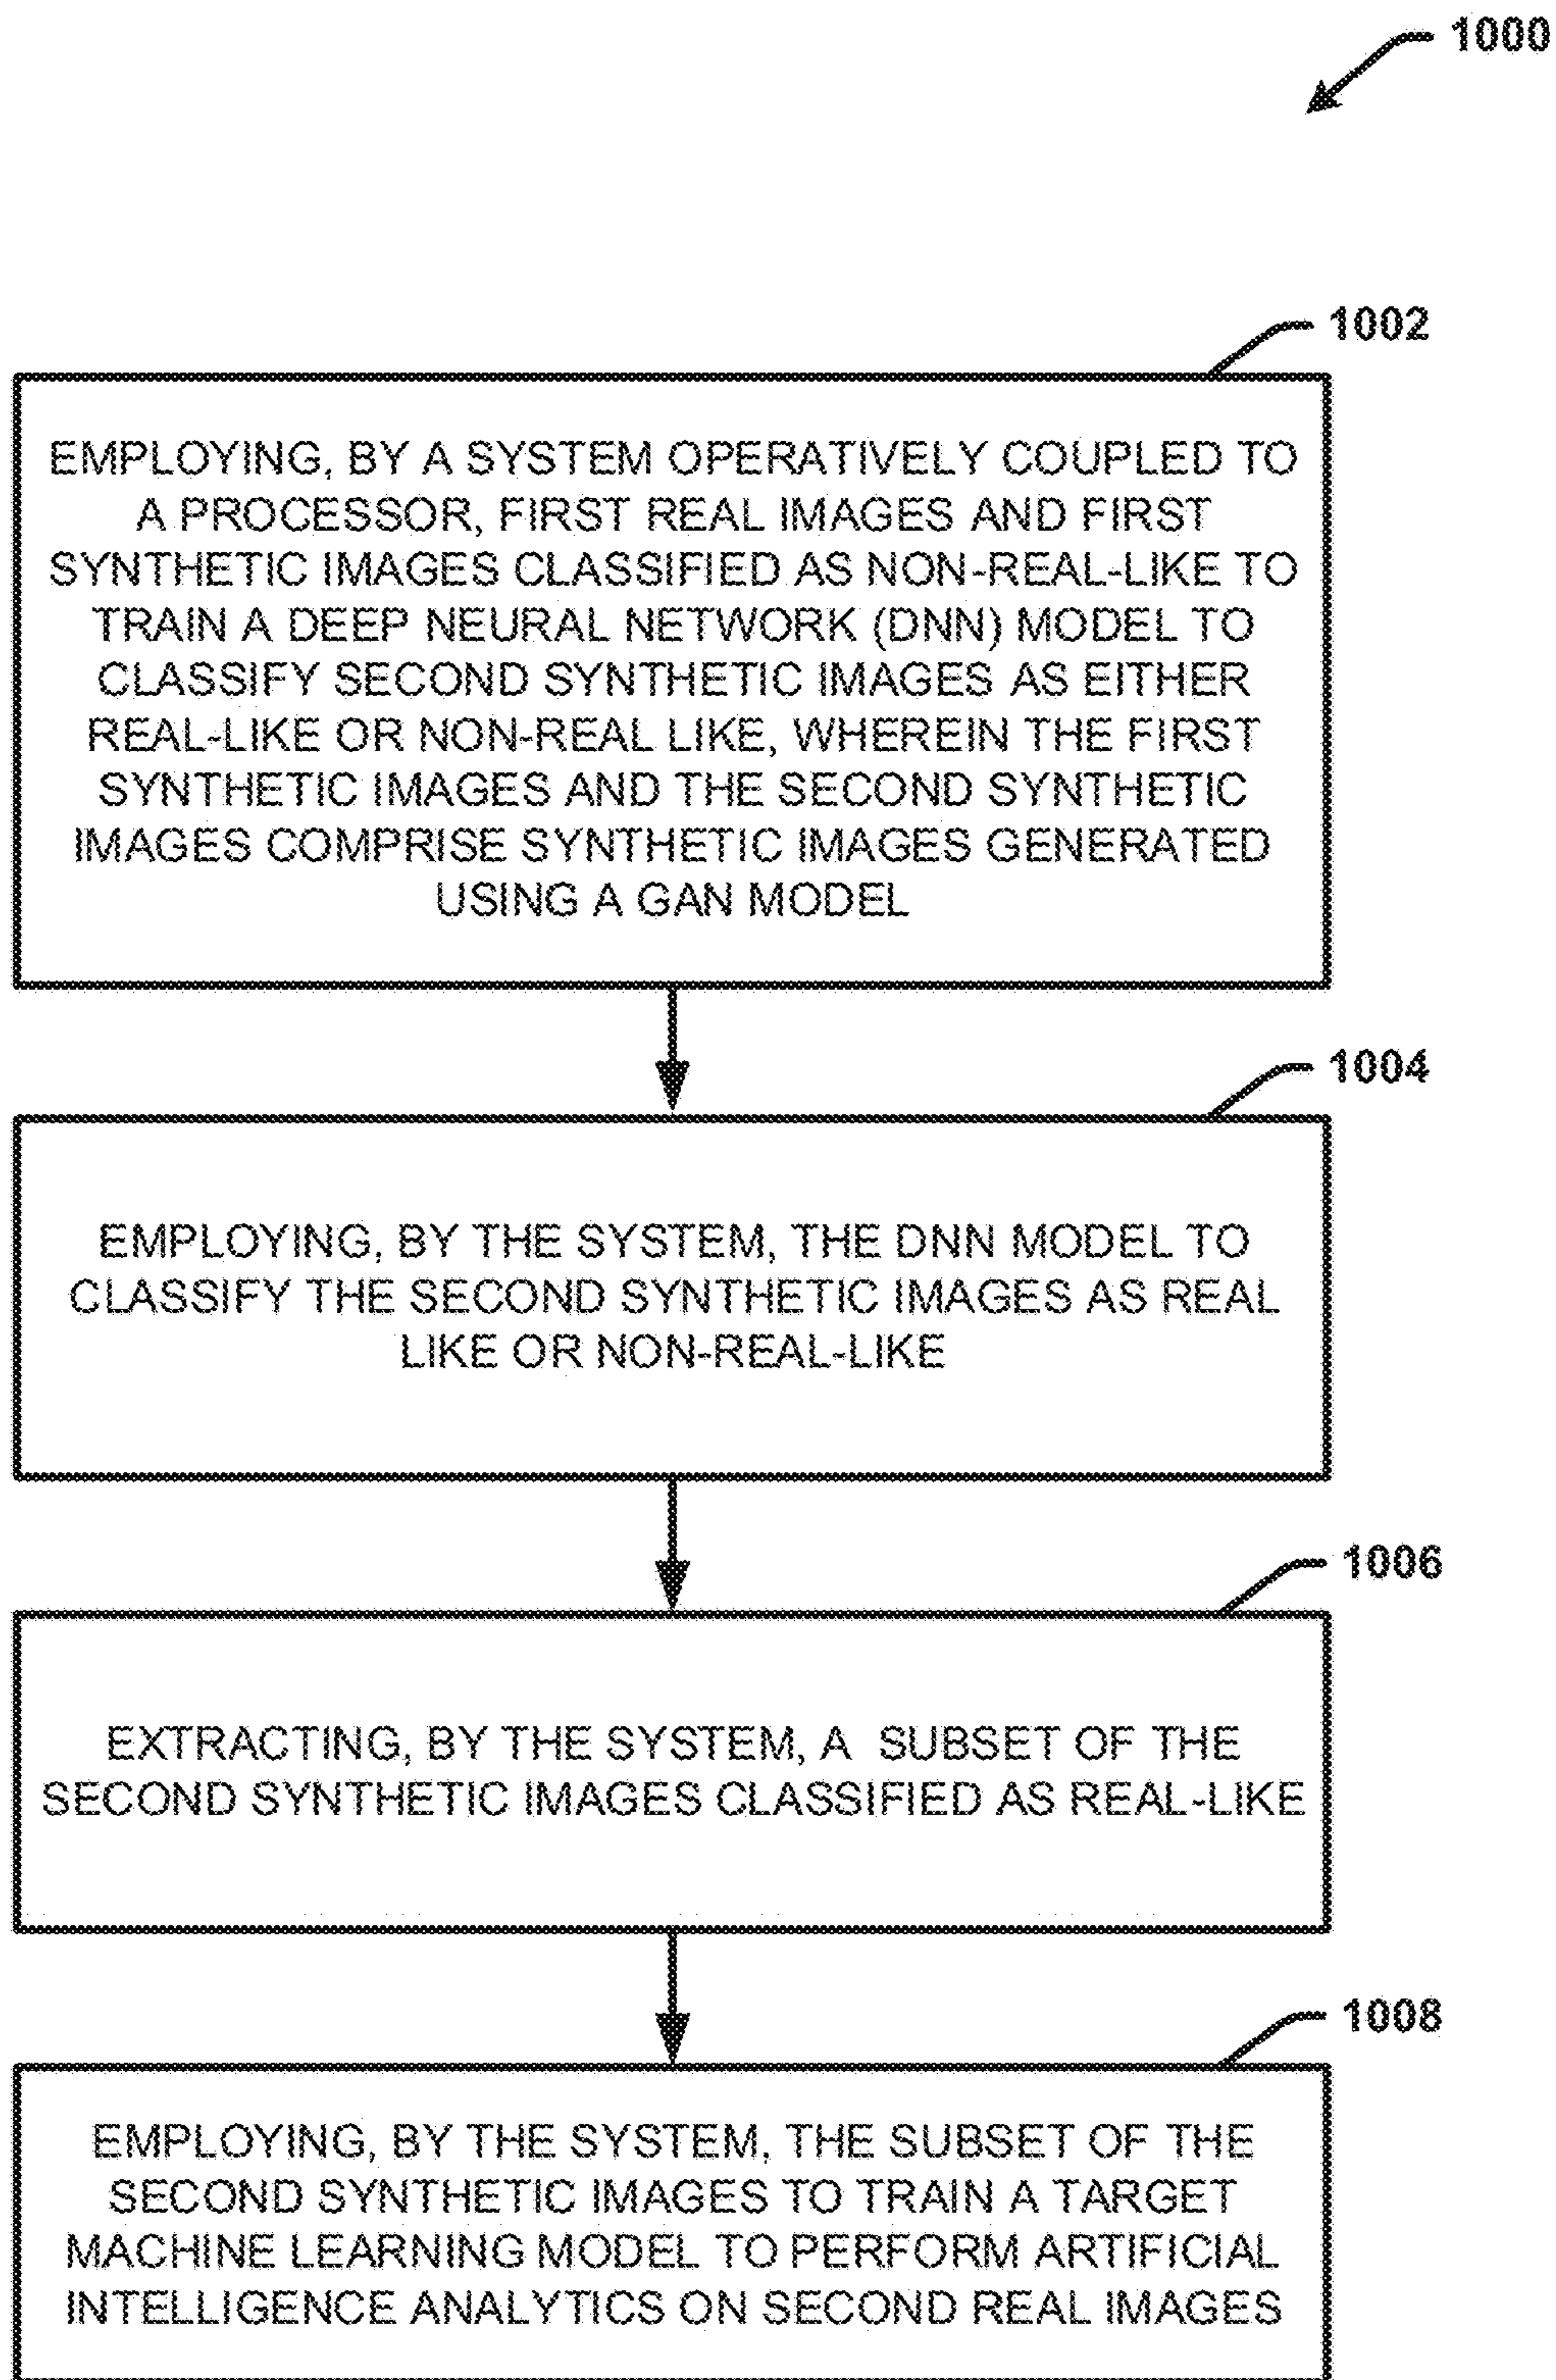 1000
1002
EMPLOYING, BY A SYSTEM OPERATIVELY COUPLED TO
A PROCESSOR, FIRST REAL IMAGES AND FIRST
SYNTHETIC IMAGES CLASSIFIED AS NON-REAL-LIKE TO
TRAIN A DEEP NEURAL NETWORK (DNN) MODEL TO
CLASSIFY SECOND SYNTHETIC IMAGES AS EITHER
REAL-LIKE OR NON-REAL LIKE, WHEREIN THE FIRST
SYNTHETIC IMAGES AND THE SECOND SYNTHETIC
IMAGES COMPRISE SYNTHETIC IMAGES GENERATED
USING A GAN MODEL
1004
EMPLOYING, BY THE SYSTEM, THE DNN MODEL TO
CLASSIFY THE SECOND SYNTHETIC IMAGES AS REAL
LIKE OR NON-REAL-LIKE
1006
EXTRACTING, BY THE SYSTEM, A SUBSET OF THE
SECOND SYNTHETIC IMAGES CLASSIFIED AS REAL-LIKE
1008
EMPLOYING, BY THE SYSTEM, THE SUBSET OF THE
SECOND SYNTHETIC IMAGES TO TRAIN A TARGET
MACHINE LEARNING MODEL TO PERFORM ARTIFICIAL
INTELLIGENCE ANALYTICS ON SECOND REAL IMAGES